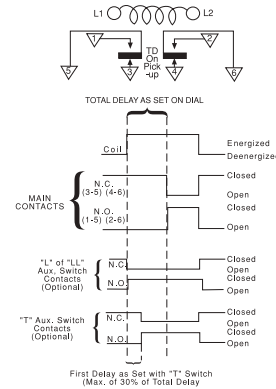 L1 L2
1 2
TD
On
Pick
-up
5 3 4 6
TOTAL DELAY AS SET ON DIAL
Coil
Energized
Deenergized
MAIN
CONTACTS
N.C.
(3-5) (4-6)
Closed
Open
N.O.
(1-5) (2-6)
Closed
Open
"L" of "LL"
Aux. Switch
Contacts
(Optional)
N.C.
Closed
Open
N.O.
Closed
Open
"T" Aux. Switch
Contacts
(Optional)
N.C.
Closed
Open
N.O.
Closed
Open
First Delay as Set with "T" Switch
(Max. of 30% of Total Delay